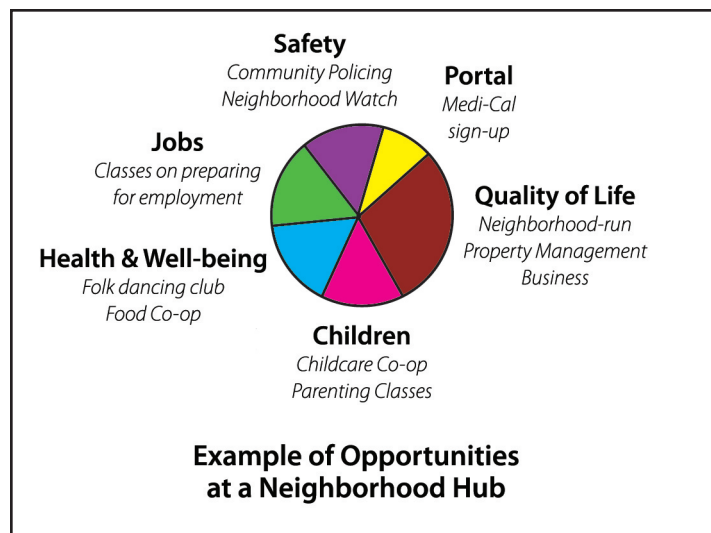 Safety
Community Policing
Neighborhood Watch
Portal
Medi-Cal
sign-up
Jobs
Classes on preparing
for employment
Quality of Life
Neighborhood-run
Property Management
Business
Health & Well-being
Folk dancing club
Food Co-op
Children
Childcare Co-op
Parenting Classes
Example of Opportunities
at a Neighborhood Hub